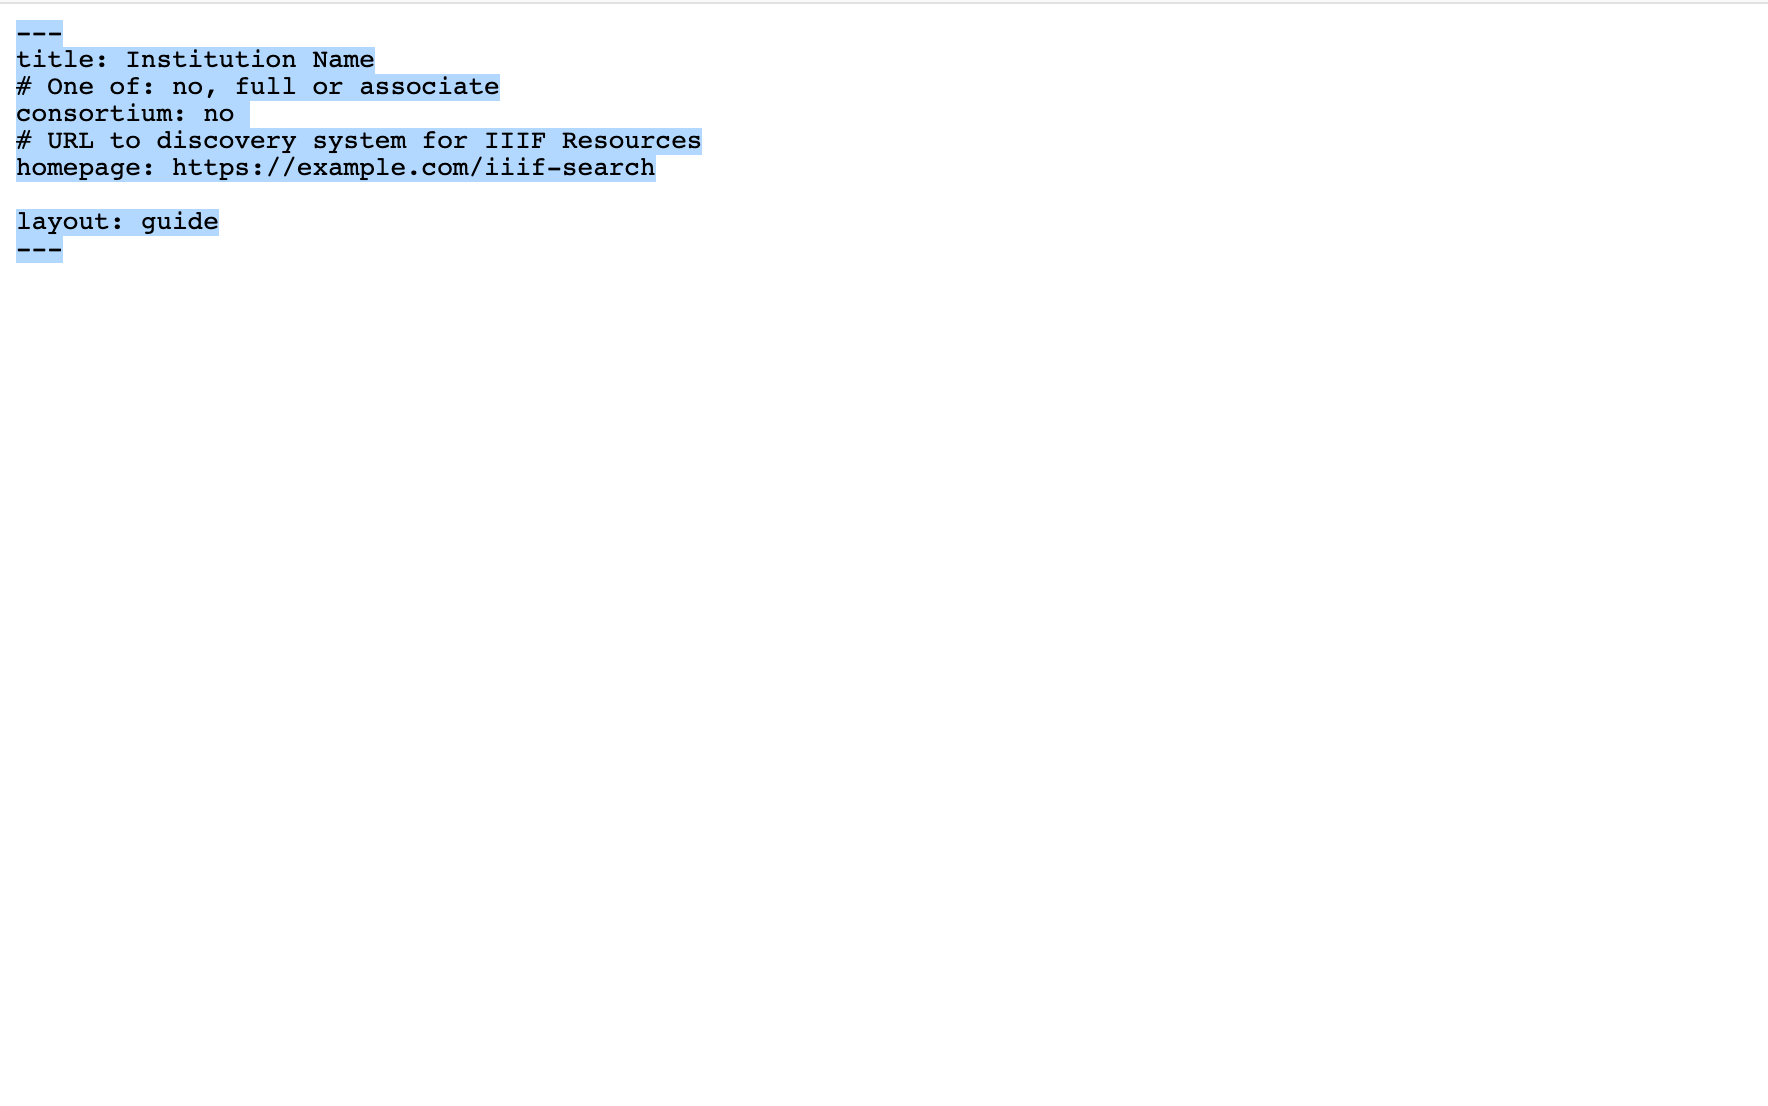 ---
title: Institution Name
# One of: no, full or associate
consortium: no
# URL to discovery system for IIIF Resources
homepage: https://example.com/iiif-search

layout: guide
---